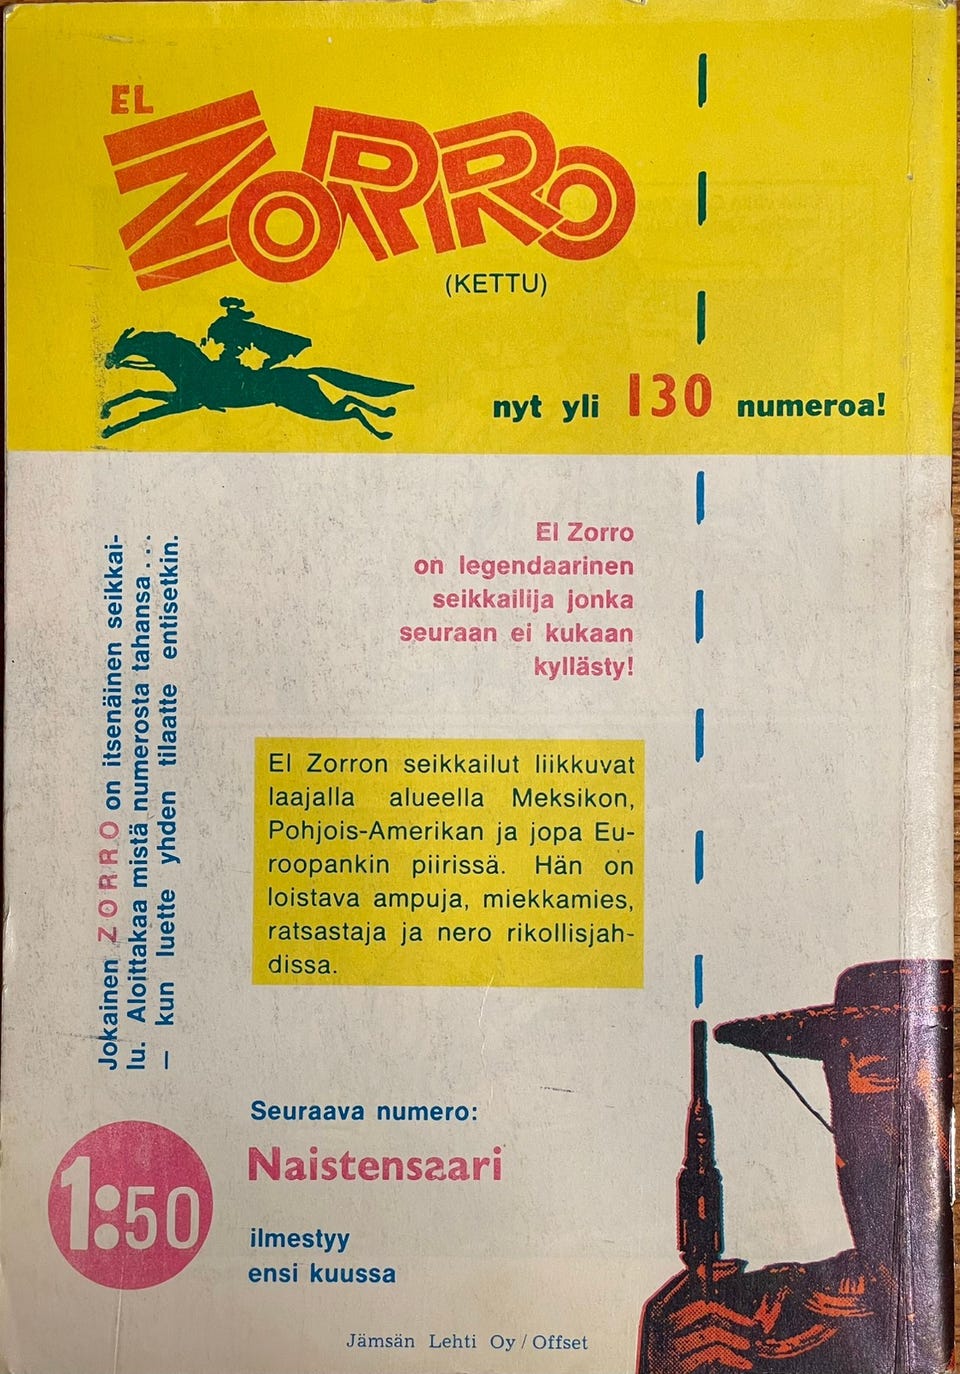 EL
ZORRO
(KETTU)
nyt yli 130 numeroa!
El Zorro
on legendaarinen
seikkailija jonka
seuraan ei kukaan
kyllästy!
Jokainen ZORRO on itsenäinen seikkai-
lu. Aloittakaa mistä numerosta tahansa...
— kun luette yhden tilaatte entisetkin.
El Zorron seikkailut liikkuvat
laajalla alueella Meksikon,
Pohjois-Amerikan ja jopa Eu-
roopankin piirissä. Hän on
loistava ampuja, miekkamies,
ratsastaja ja nero rikollisjah-
dissa.
Seuraava numero:
Naistensaari
1:50
ilmestyy
ensi kuussa
Jämsän Lehti Oy / Offset